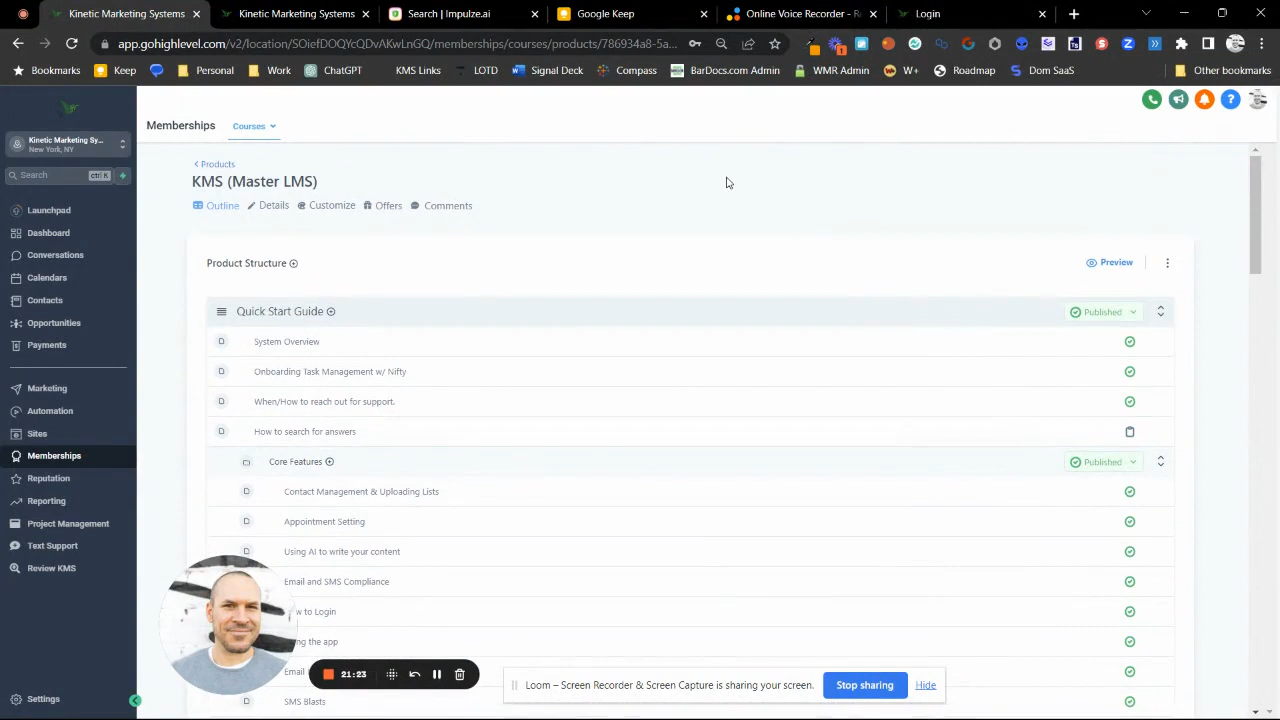 Kinetic Marketing Systems
Kinetic Marketing Systems
Search | Impulze.ai
Google Keep
Online Voice Recorder - R
Login
app.gohighlevel.com/v2/location/SOiefDOQYcQDvAKwLnGQ/memberships/courses/products/786934a8-5a...
Bookmarks
Keep
Personal
Work
ChatGPT
KMS Links
DTD
Signal Deck
Compass
BarDocs.com Admin
WMR Admin
W+
Roadmap
Dom SaaS
Other bookmarks
Kinetic Marketing Sy...
New York, NY
Search
ctrl K
Launchpad
Dashboard
Conversations
Calendars
Contacts
Opportunities
Payments
Marketing
Automation
Sites
Memberships
Reputation
Reporting
Project Management
Text Support
Review KMS
Settings
Memberships
Courses
Products
KMS (Master LMS)
Outline
Details
Customize
Offers
Comments
Product Structure
Preview
Quick Start Guide
Published
System Overview
Onboarding Task Management w/ Nifty
When/How to reach out for support.
How to search for answers
Core Features
Published
Contact Management & Uploading Lists
Appointment Setting
Using AI to write your content
Email and SMS Compliance
to Login
the app
Email
SMS Blasts
21:23
Loom – Screen Recorder & Screen Capture is sharing your screen.
Stop sharing
Hide